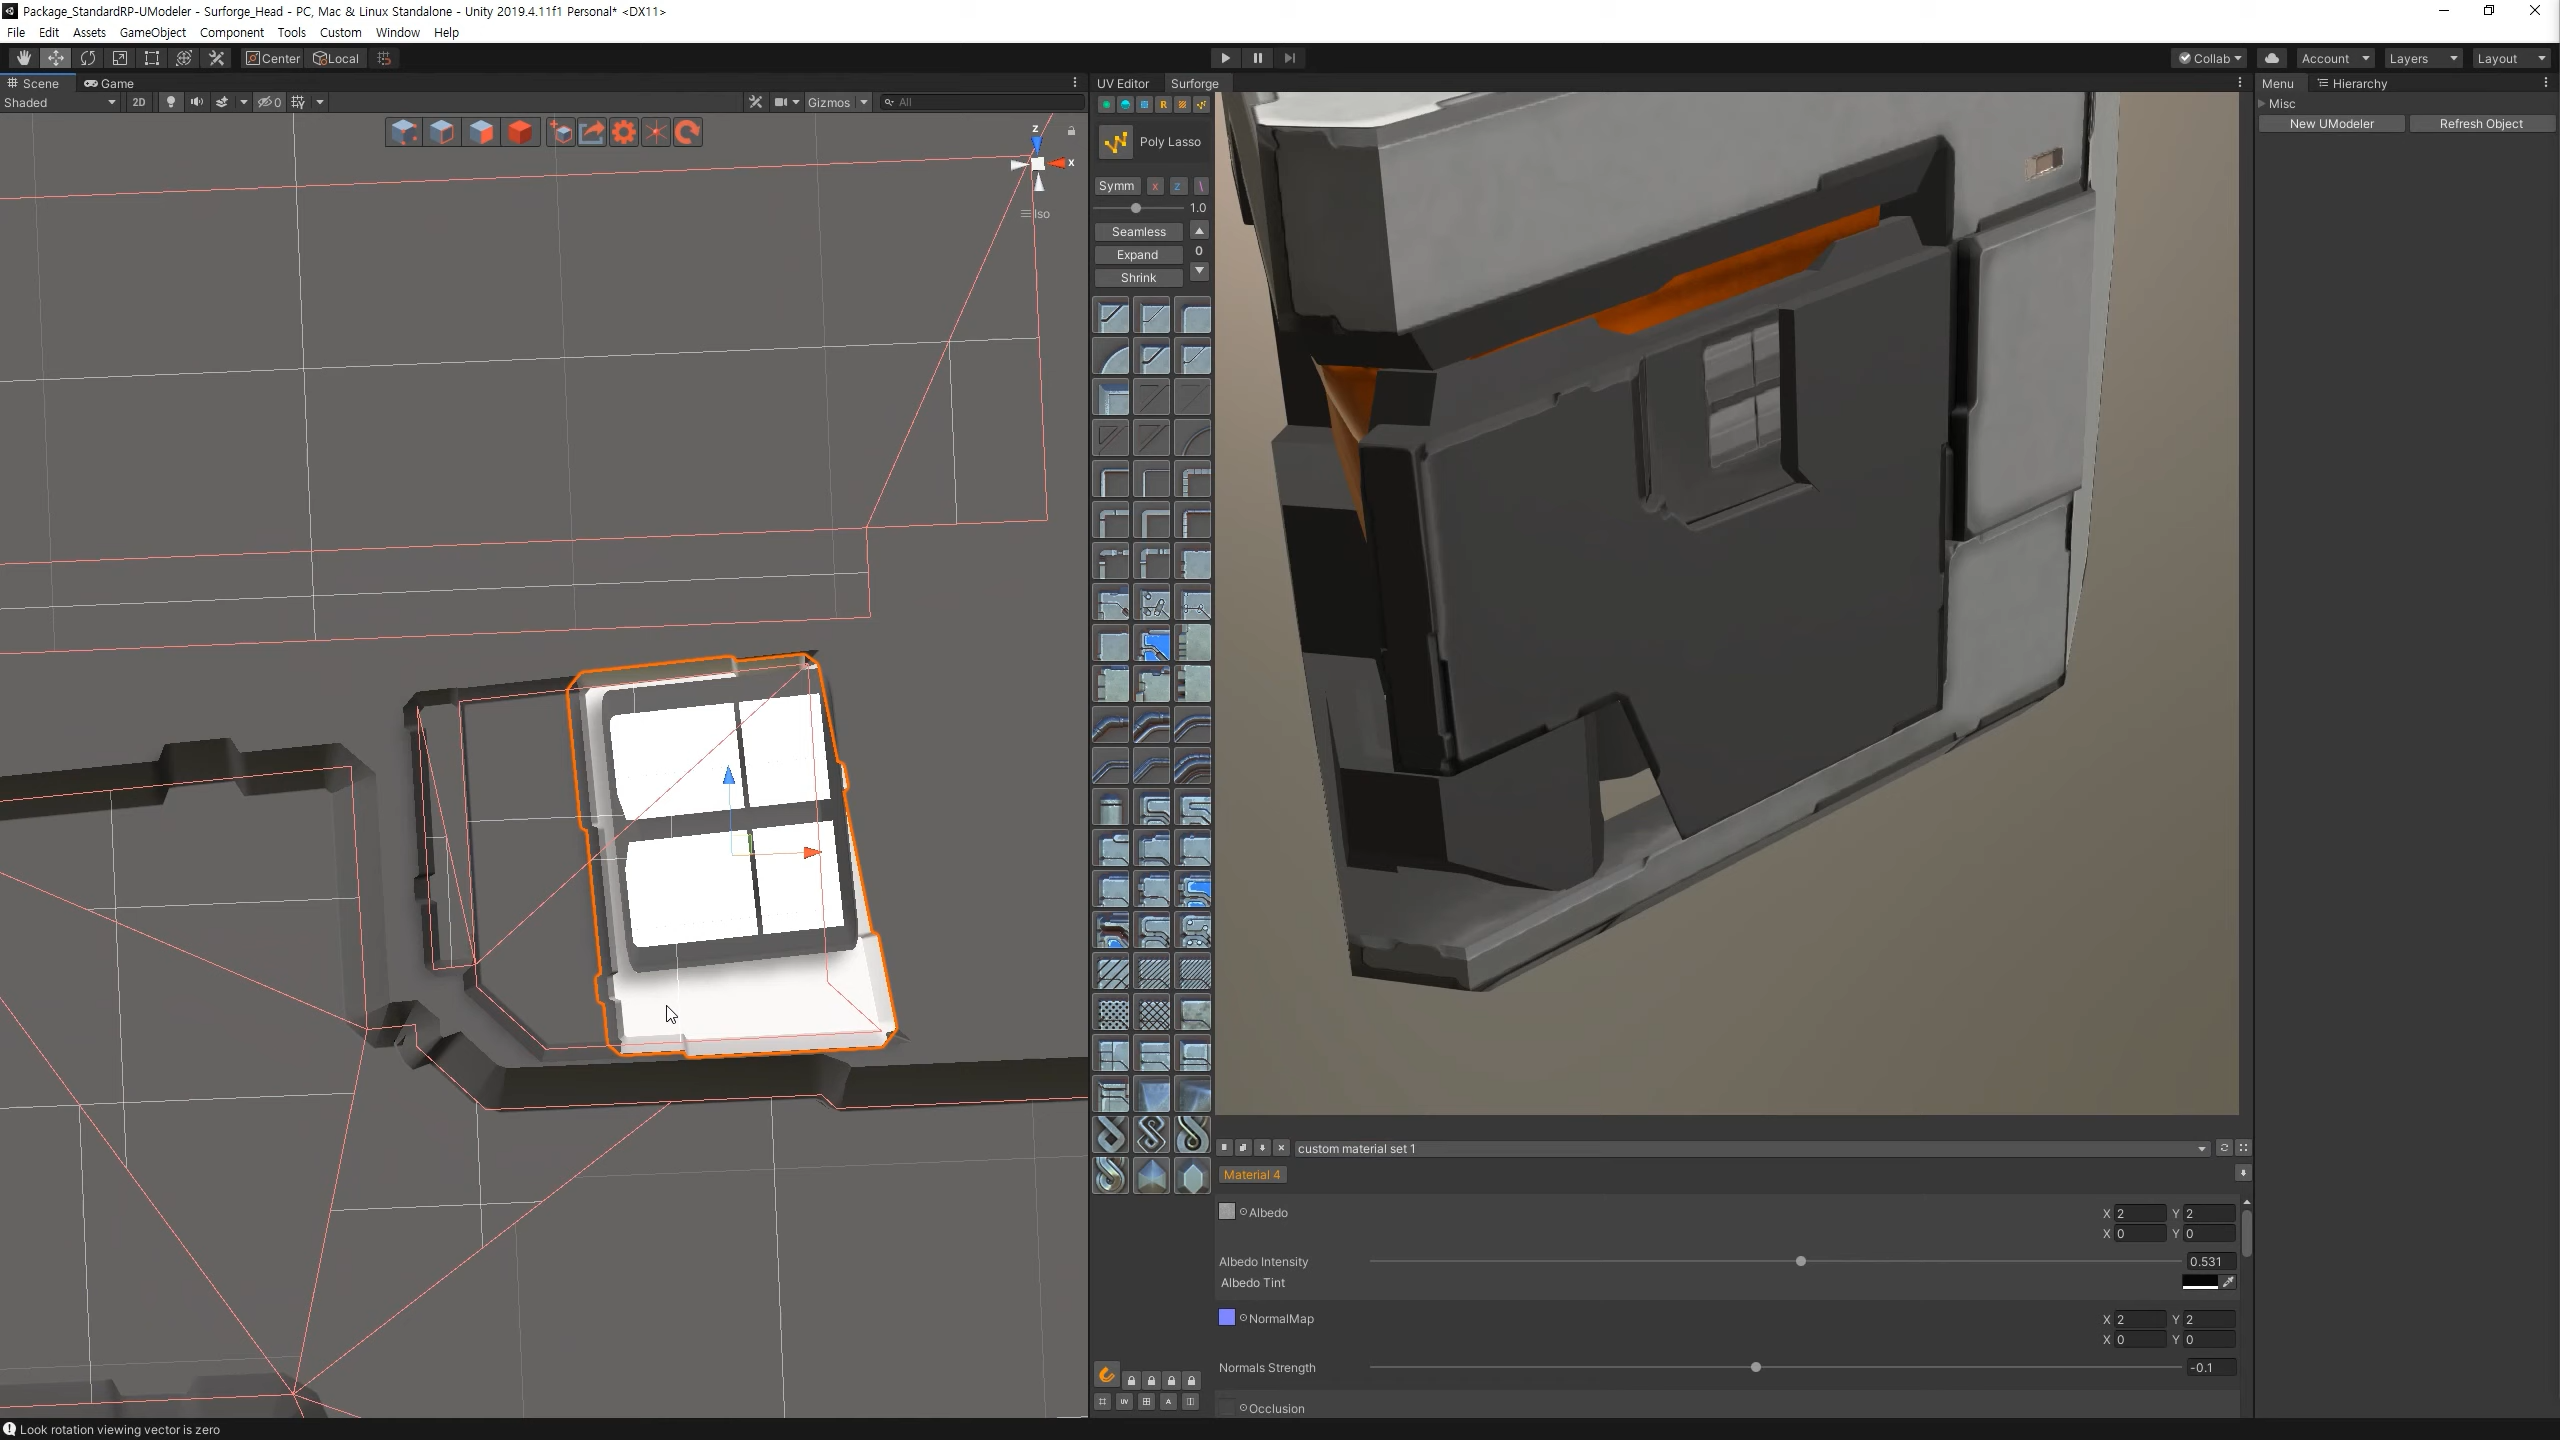 Package_StandardRP-UModeler - Surforge_Head - PC, Mac & Linux Standalone - Unity 2019.4.11f1 Personal* <DX11>
File Edit Assets GameObject Component Tools Custom Window Help
Center Local Collab Account Layers Layout
Scene Game UV Editor Surforge Menu Hierarchy
Shaded 2D 0 Gizmos All
Misc
New UModeler Refresh Object
R
Poly Lasso
z
x
Iso
Symm x z \
1.0
Seamless
Expand 0
Shrink
custom material set 1
Material 4
Albedo X 2 Y 2
X 0 Y 0
Albedo Intensity 0.531
Albedo Tint
NormalMap X 2 Y 2
X 0 Y 0
Normals Strength -0.1
UV A
Occlusion
Look rotation viewing vector is zero